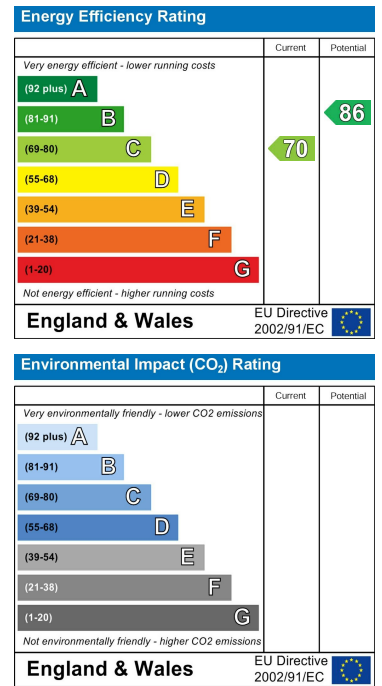 Energy Efficiency Rating
Current Potential
Very energy efficient - lower running costs
(92 plus) A
(81-91) B 86
(69-80) C 70
(55-68) D
(39-54) E
(21-38) F
(1-20) G
Not energy efficient - higher running costs
England & Wales
EU Directive
2002/91/EC
Environmental Impact (CO₂) Rating
Current Potential
Very environmentally friendly - lower CO2 emissions
(92 plus) A
(81-91) B
(69-80) C
(55-68) D
(39-54) E
(21-38) F
(1-20) G
Not environmentally friendly - higher CO2 emissions
England & Wales
EU Directive
2002/91/EC